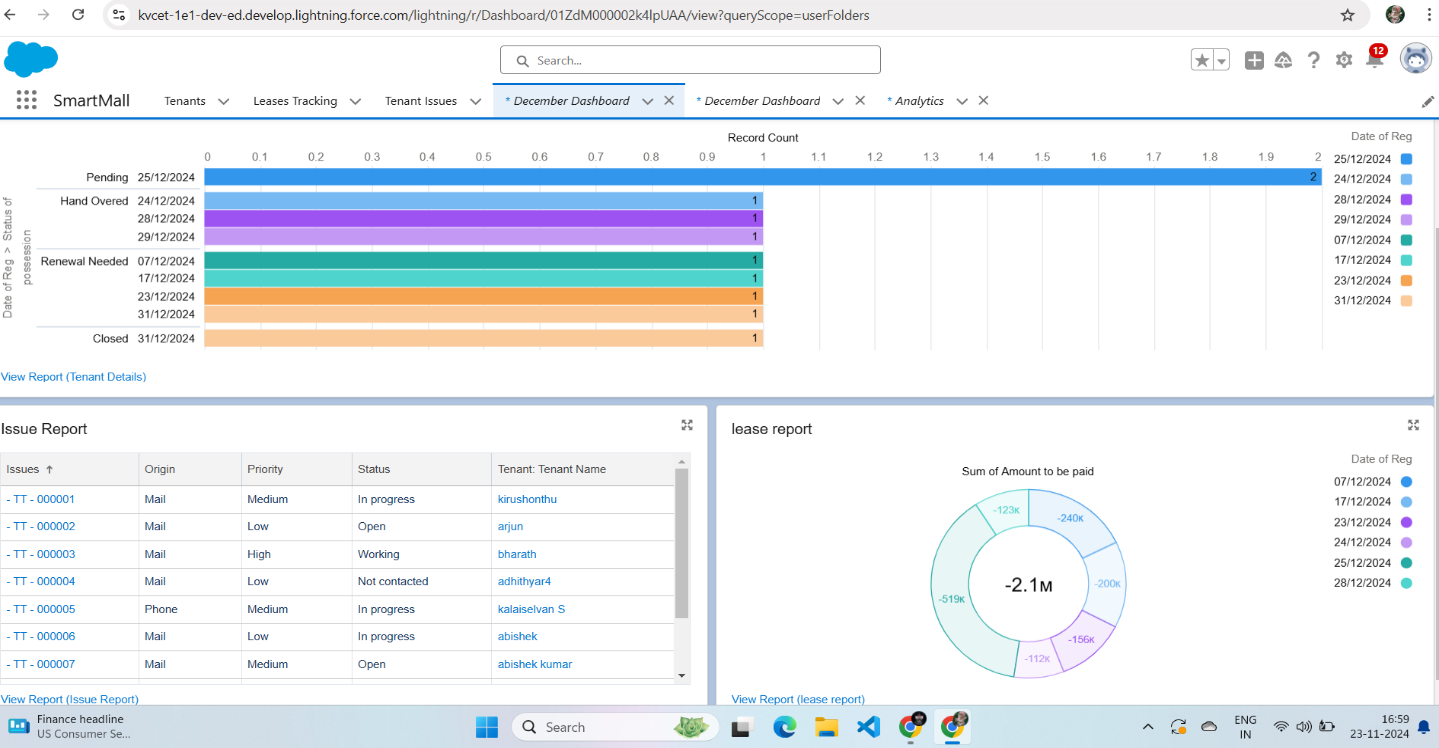 kvcet-1e1-dev-ed.develop.lightning.force.com/lightning/r/Dashboard/01ZdM000002k4lpUAA/view?queryScope=userFolders
Search...
12
SmartMall
Tenants
Leases Tracking
Tenant Issues
* December Dashboard
* December Dashboard
* Analytics
Record Count
0 0.1 0.2 0.3 0.4 0.5 0.6 0.7 0.8 0.9 1 1.1 1.2 1.3 1.4 1.5 1.6 1.7 1.8 1.9 2
Date of Reg > Status of
possession
Pending 25/12/2024 2
Hand Overed 24/12/2024 1
28/12/2024 1
29/12/2024 1
Renewal Needed 07/12/2024 1
17/12/2024 1
23/12/2024 1
31/12/2024 1
Closed 31/12/2024 1
Date of Reg
25/12/2024
24/12/2024
28/12/2024
29/12/2024
07/12/2024
17/12/2024
23/12/2024
31/12/2024
View Report (Tenant Details)
Issue Report
Issues Origin Priority Status Tenant: Tenant Name
- TT - 000001 Mail Medium In progress kirushonthu
- TT - 000002 Mail Low Open arjun
- TT - 000003 Mail High Working bharath
- TT - 000004 Mail Low Not contacted adhithyar4
- TT - 000005 Phone Medium In progress kalaiselvan S
- TT - 000006 Mail Low In progress abishek
- TT - 000007 Mail Medium Open abishek kumar
View Report (Issue Report)
lease report
Sum of Amount to be paid
-123K
-240K
-200K
-156K
-112K
-519K
-2.1M
Date of Reg
07/12/2024
17/12/2024
23/12/2024
24/12/2024
25/12/2024
28/12/2024
View Report (lease report)
Finance headline
US Consumer Se...
Search
ENG
IN
16:59
23-11-2024